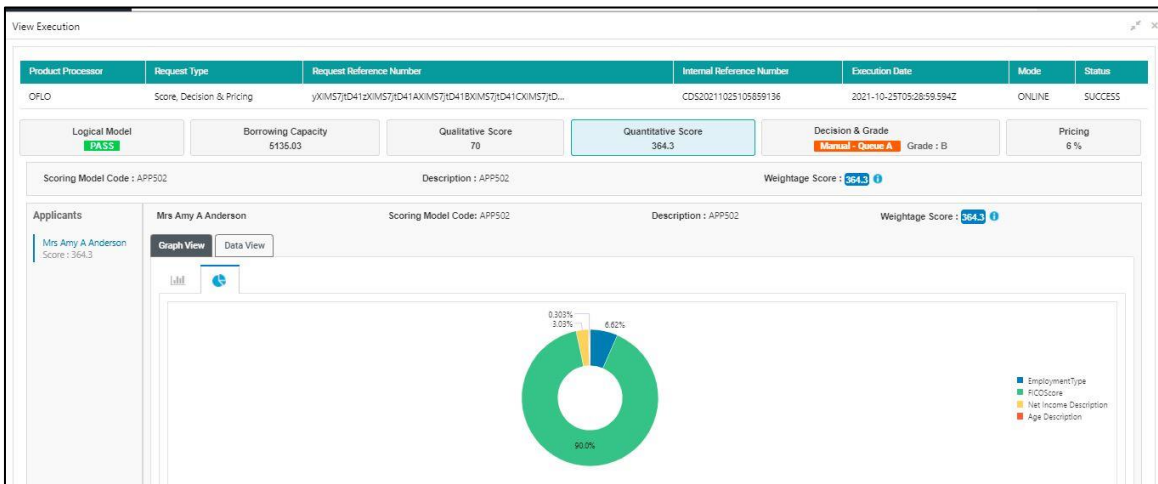 View Execution
Product Processor Request Type Request Reference Number Internal Reference Number Execution Date Mode Status
OFLO Score, Decision & Pricing yXIMS7jtD41zXIMS7jtD41AXIMS7jtD41BXIMS7jtD41CXIMS7jtD... CDS20211025105859136 2021-10-25T05:28:59.594Z ONLINE SUCCESS
Logical Model Borrowing Capacity Qualitative Score Quantitative Score Decision & Grade Pricing
PASS 5135.03 70 364.3 Manual - Queue A Grade : B 6 %
Scoring Model Code : APP502 Description : APP502 Weightage Score : 364.3
Applicants Mrs Amy A Anderson Scoring Model Code: APP502 Description : APP502 Weightage Score : 364.3
Mrs Amy A Anderson
Score : 364.3
Graph View Data View
0.303%
3.03% 6.62%
EmployementType
FICOScore
Net Income Description
Age Description
90.0%